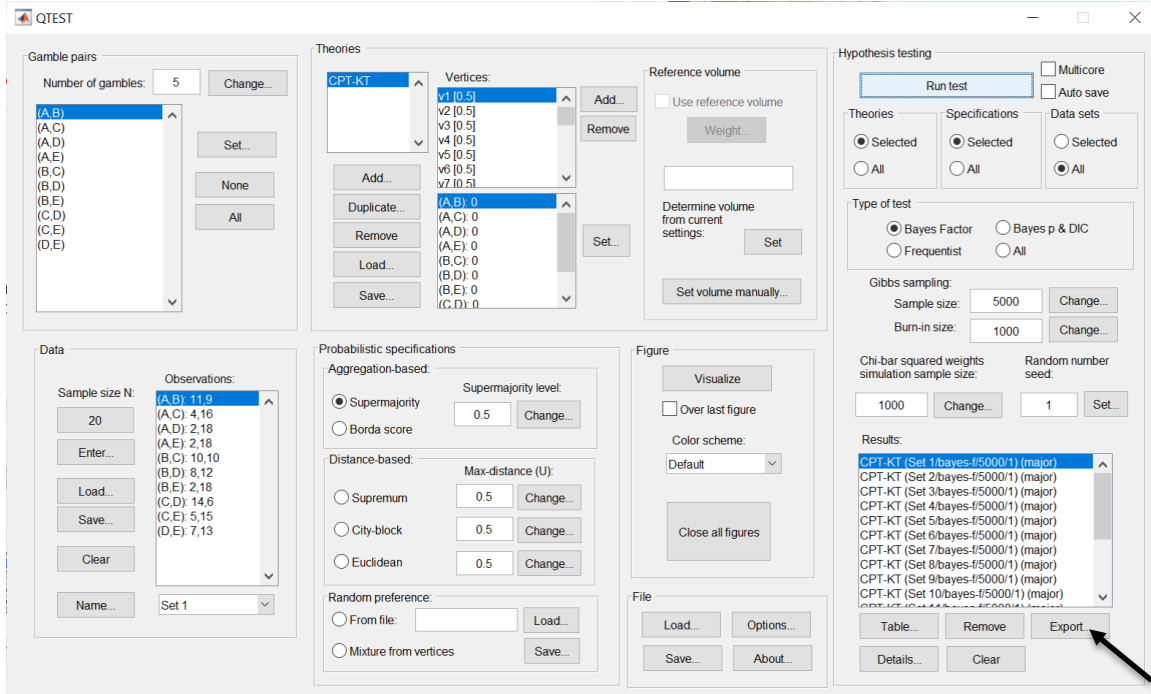 QTEST
Gamble pairs
Number of gambles: 5 Change...
(A,B)
(A,C)
(A,D)
(A,E)
(B,C)
(B,D)
(B,E)
(C,D)
(C,E)
(D,E)
Set...
None
All
Theories
CPT-KT
Add...
Duplicate...
Remove
Load...
Save...
Vertices:
v1 [0.5]
v2 [0.5]
v3 [0.5]
v4 [0.5]
v5 [0.5]
v6 [0.5]
v7 [0.5]
Add...
Remove
(A,B): 0
(A,C): 0
(A,D): 0
(A,E): 0
(B,C): 0
(B,D): 0
(B,E): 0
(C,D): 0
Set...
Reference volume
Use reference volume
Weight...
Determine volume
from current
settings:
Set
Set volume manually...
Hypothesis testing
Run test
Multicore
Auto save
Theories
Selected
All
Specifications
Selected
All
Data sets
Selected
All
Type of test
Bayes Factor
Bayes p & DIC
Frequentist
All
Gibbs sampling:
Sample size: 5000 Change...
Burn-in size: 1000 Change...
Chi-bar squared weights
simulation sample size:
1000 Change...
Random number
seed:
1 Set...
Results:
CPT-KT (Set 1/bayes-f/5000/1) (major)
CPT-KT (Set 2/bayes-f/5000/1) (major)
CPT-KT (Set 3/bayes-f/5000/1) (major)
CPT-KT (Set 4/bayes-f/5000/1) (major)
CPT-KT (Set 5/bayes-f/5000/1) (major)
CPT-KT (Set 6/bayes-f/5000/1) (major)
CPT-KT (Set 7/bayes-f/5000/1) (major)
CPT-KT (Set 8/bayes-f/5000/1) (major)
CPT-KT (Set 9/bayes-f/5000/1) (major)
CPT-KT (Set 10/bayes-f/5000/1) (major)
CPT-KT (Set 11/bayes-f/5000/1) (major)
Table... Remove Export...
Details... Clear
Data
Sample size N:
20
Enter...
Load...
Save...
Clear
Name... Set 1
Observations:
(A,B): 11,9
(A,C): 4,16
(A,D): 2,18
(A,E): 2,18
(B,C): 10,10
(B,D): 8,12
(B,E): 2,18
(C,D): 14,6
(C,E): 5,15
(D,E): 7,13
Probabilistic specifications
Aggregation-based:
Supermajority
Borda score
Supermajority level:
0.5 Change...
Distance-based:
Max-distance (U):
Supremum 0.5 Change...
City-block 0.5 Change...
Euclidean 0.5 Change...
Random preference:
From file: Load...
Mixture from vertices Save...
Figure
Visualize
Over last figure
Color scheme:
Default
Close all figures
File
Load... Options...
Save... About...